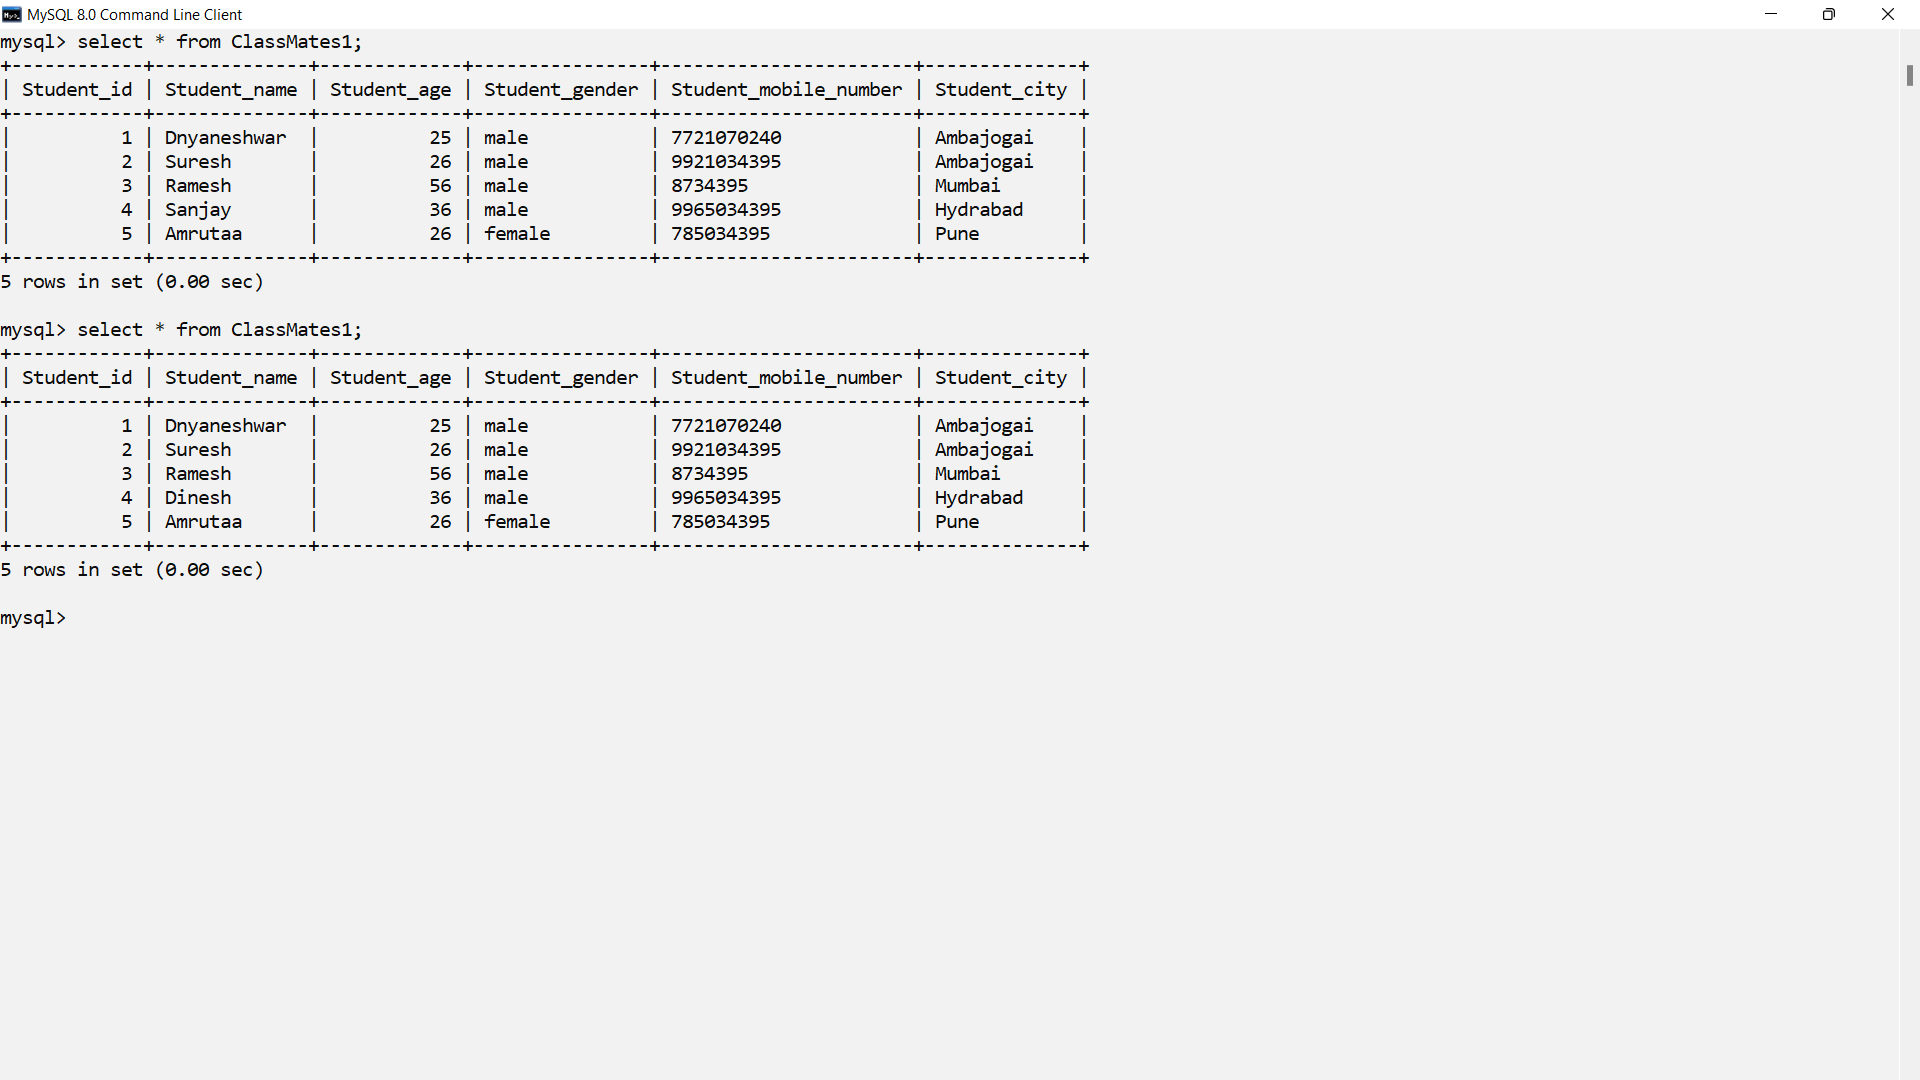 MySQL 8.0 Command Line Client
mysql> select * from ClassMates1;
+------------+--------------+-------------+----------------+-----------------------+--------------+
| Student_id | Student_name | Student_age | Student_gender | Student_mobile_number | Student_city |
+------------+--------------+-------------+----------------+-----------------------+--------------+
|          1 | Dnyaneshwar  |          25 | male           | 7721070240            | Ambajogai    |
|          2 | Suresh       |          26 | male           | 9921034395            | Ambajogai    |
|          3 | Ramesh       |          56 | male           | 8734395               | Mumbai       |
|          4 | Sanjay       |          36 | male           | 9965034395            | Hydrabad     |
|          5 | Amrutaa      |          26 | female         | 785034395             | Pune         |
+------------+--------------+-------------+----------------+-----------------------+--------------+
5 rows in set (0.00 sec)
mysql> select * from ClassMates1;
+------------+--------------+-------------+----------------+-----------------------+--------------+
| Student_id | Student_name | Student_age | Student_gender | Student_mobile_number | Student_city |
+------------+--------------+-------------+----------------+-----------------------+--------------+
|          1 | Dnyaneshwar  |          25 | male           | 7721070240            | Ambajogai    |
|          2 | Suresh       |          26 | male           | 9921034395            | Ambajogai    |
|          3 | Ramesh       |          56 | male           | 8734395               | Mumbai       |
|          4 | Dinesh       |          36 | male           | 9965034395            | Hydrabad     |
|          5 | Amrutaa      |          26 | female         | 785034395             | Pune         |
+------------+--------------+-------------+----------------+-----------------------+--------------+
5 rows in set (0.00 sec)
mysql>